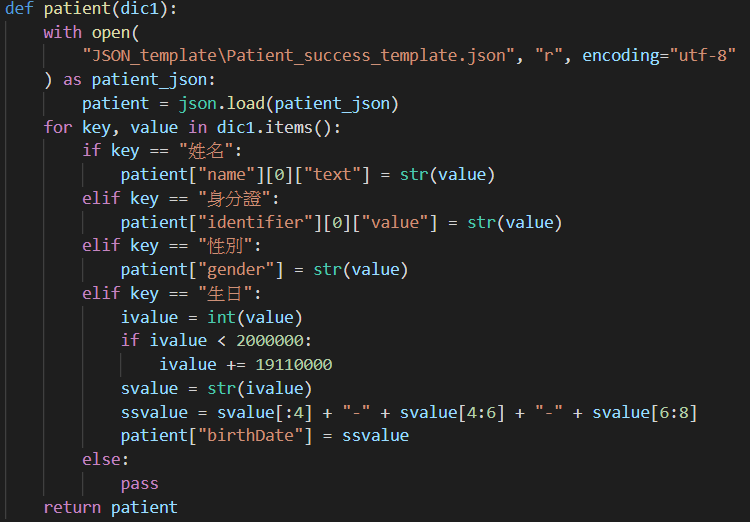 def patient(dic1):
    with open(
        "JSON_template\Patient_success_template.json", "r", encoding="utf-8"
    ) as patient_json:
        patient = json.load(patient_json)
    for key, value in dic1.items():
        if key == "姓名":
            patient["name"][0]["text"] = str(value)
        elif key == "身分證":
            patient["identifier"][0]["value"] = str(value)
        elif key == "性別":
            patient["gender"] = str(value)
        elif key == "生日":
            ivalue = int(value)
            if ivalue < 2000000:
                ivalue += 19110000
            svalue = str(ivalue)
            ssvalue = svalue[:4] + "-" + svalue[4:6] + "-" + svalue[6:8]
            patient["birthDate"] = ssvalue
        else:
            pass
    return patient